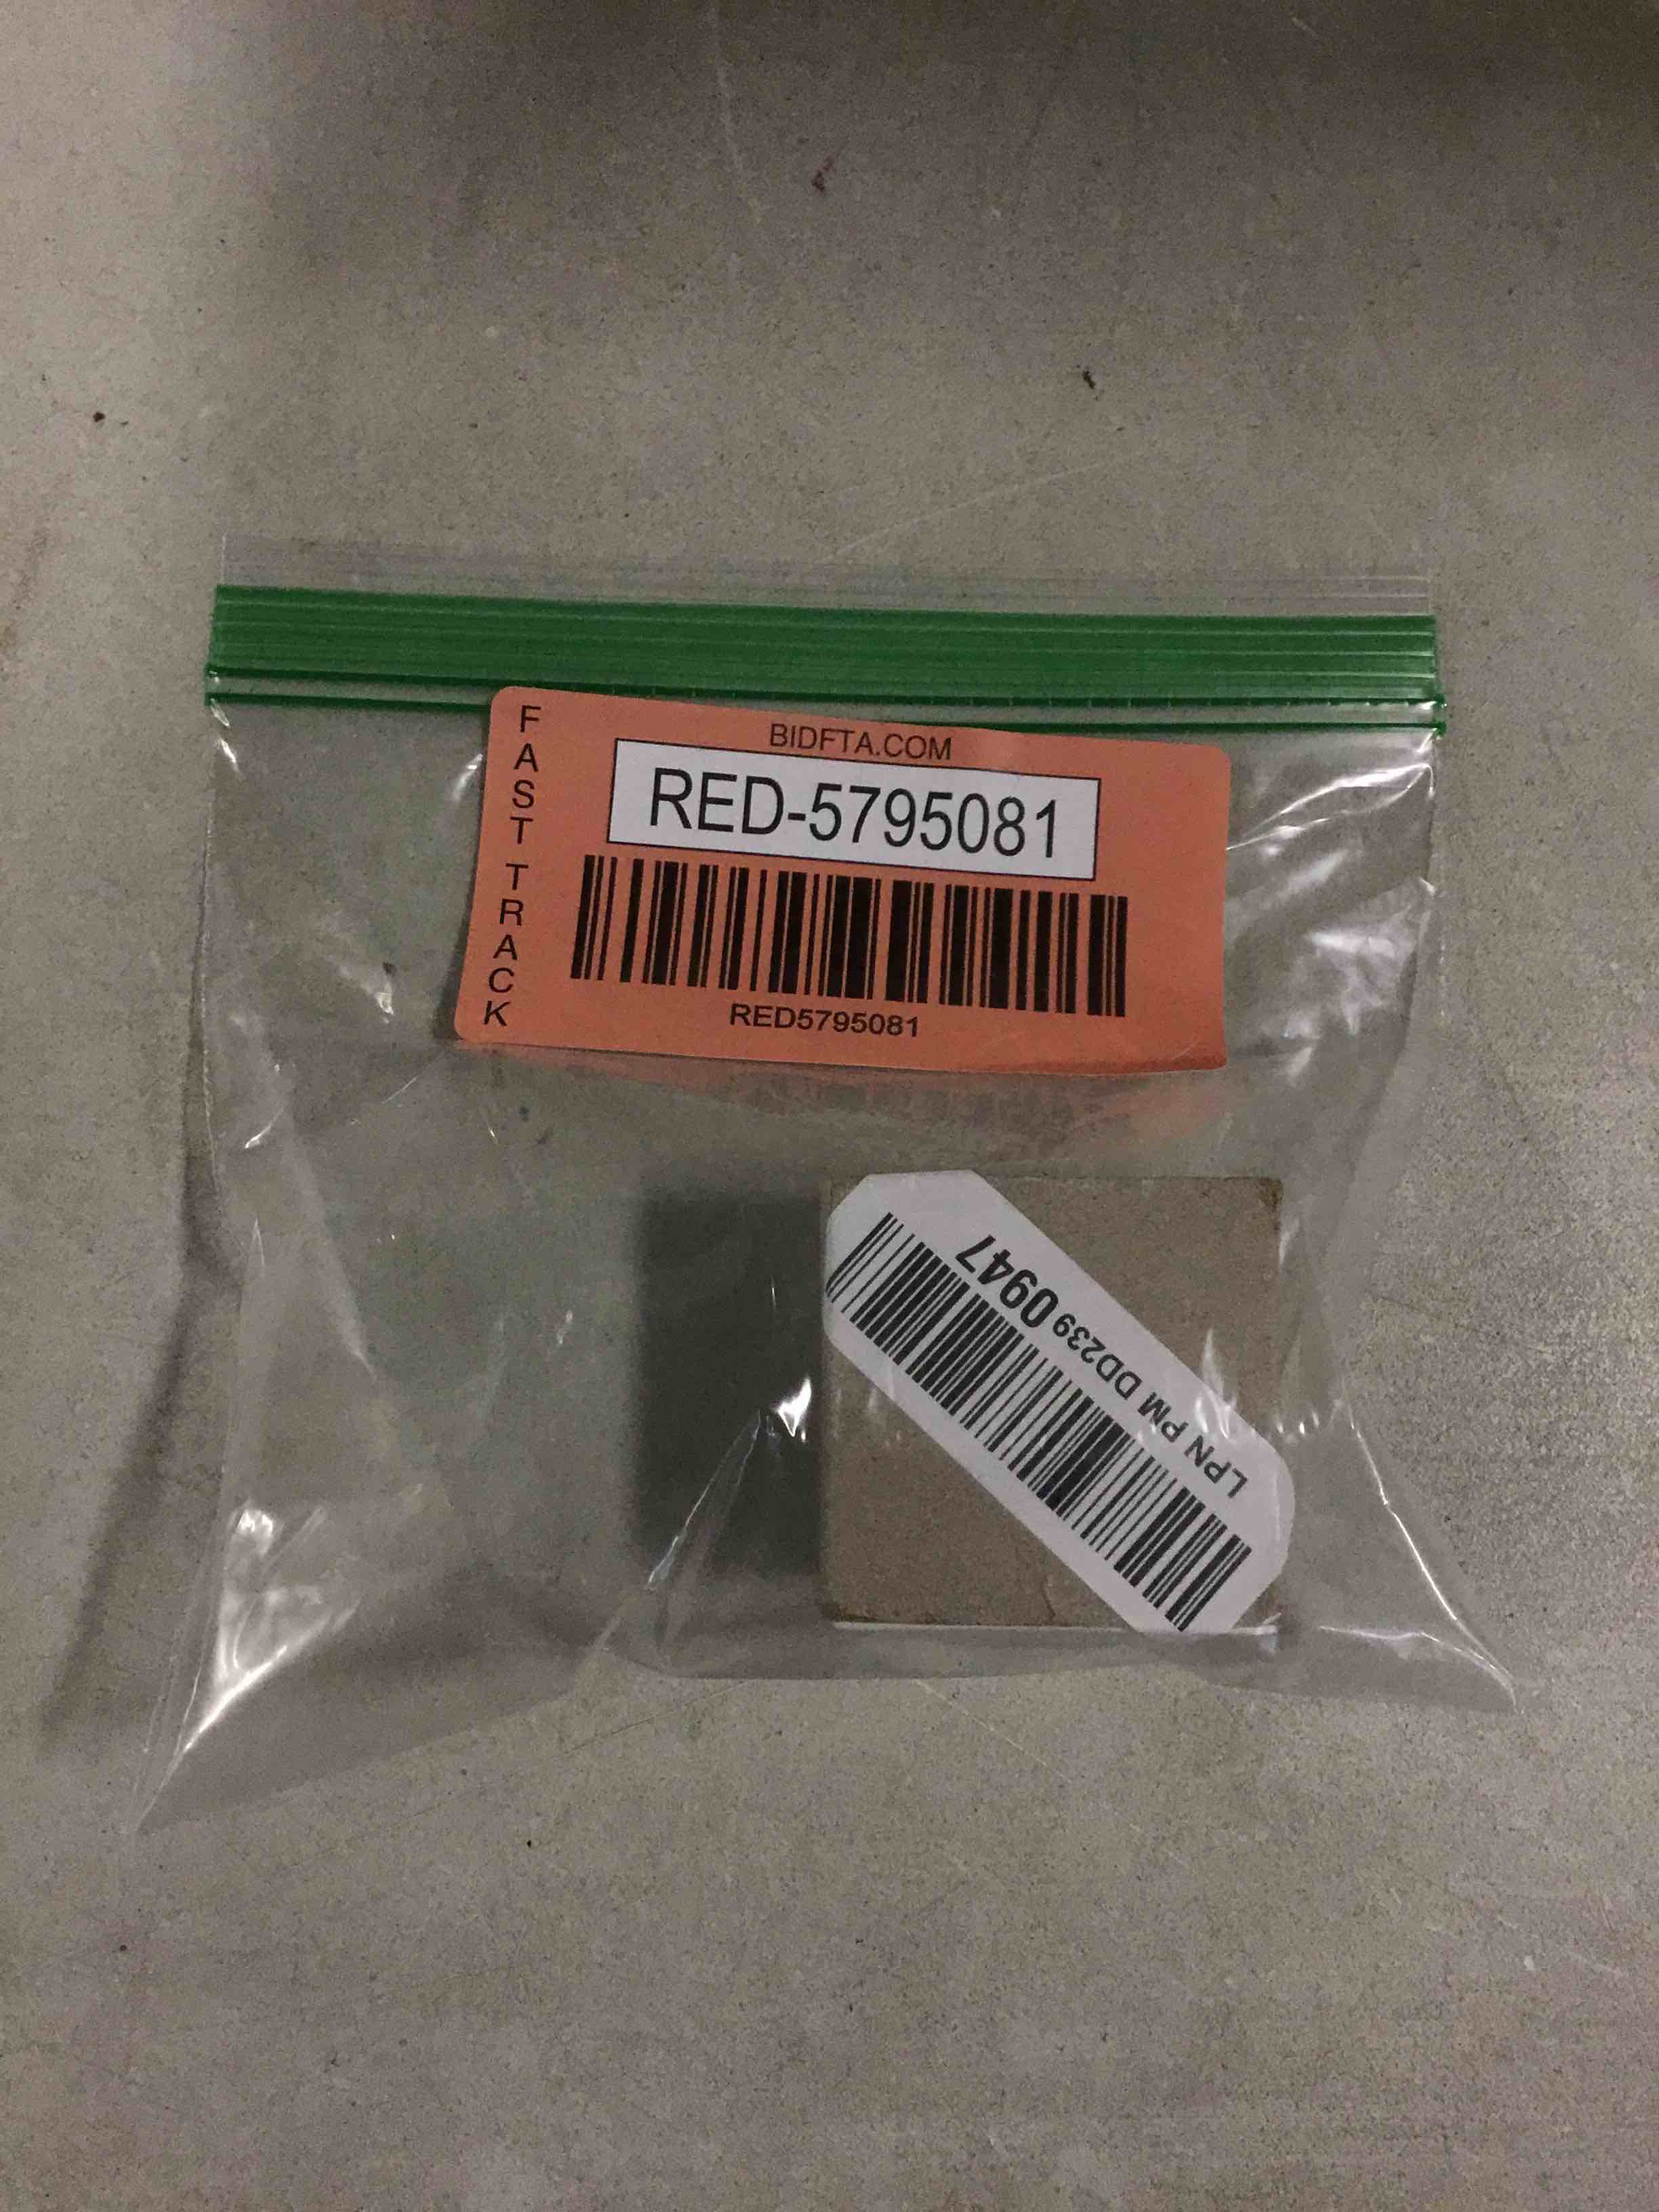 FAST TRACK
BIDFTA.COM
RED-5795081
RED5795081
LPN PM DD239 0947